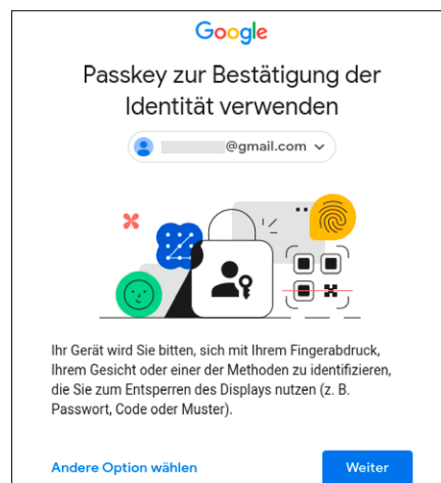 Google
Passkey zur Bestätigung der
Identität verwenden
@gmail.com
Ihr Gerät wird Sie bitten, sich mit Ihrem Fingerabdruck,
Ihrem Gesicht oder einer der Methoden zu identifizieren,
die Sie zum Entsperren des Displays nutzen (z. B.
Passwort, Code oder Muster).
Andere Option wählen
Weiter